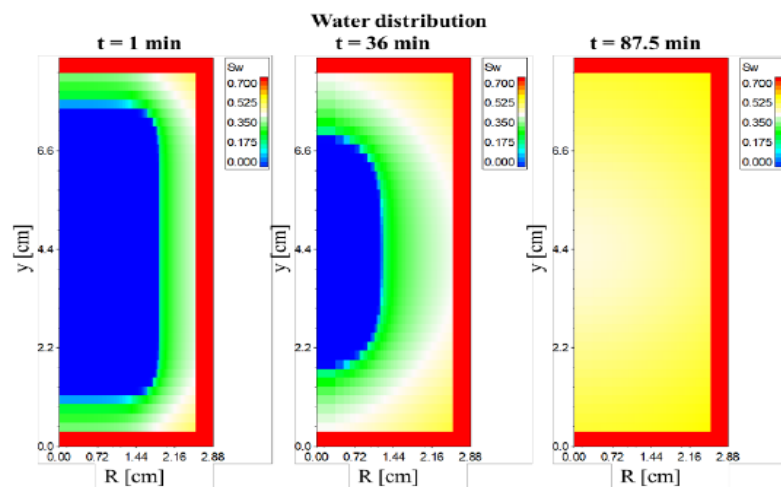 Water distribution
t = 1 min
t = 36 min
t = 87.5 min
Sw
0.700
0.525
0.350
0.175
0.000
6.6
4.4
2.2
0.0
y [cm]
0.00 0.72 1.44 2.16 2.88
R [cm]
Sw
0.700
0.525
0.350
0.175
0.000
6.6
4.4
2.2
0.0
y [cm]
0.00 0.72 1.44 2.16 2.88
R [cm]
Sw
0.700
0.525
0.350
0.175
0.000
6.6
4.4
2.2
0.0
y [cm]
0.00 0.72 1.44 2.16 2.88
R [cm]